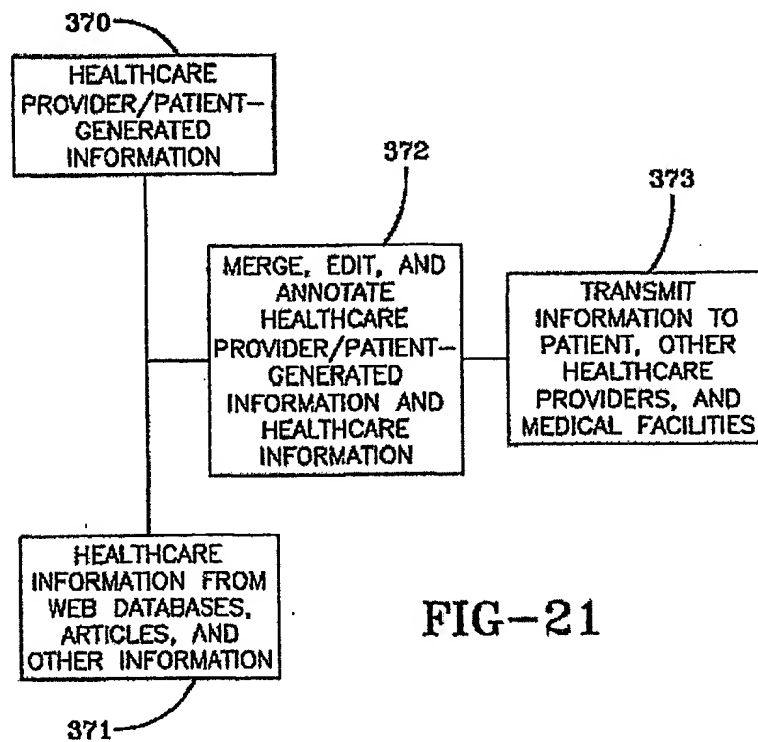 370
HEALTHCARE
PROVIDER/PATIENT-
GENERATED
INFORMATION
372
MERGE, EDIT, AND
ANNOTATE
HEALTHCARE
PROVIDER/PATIENT-
GENERATED
INFORMATION AND
HEALTHCARE
INFORMATION
373
TRANSMIT
INFORMATION TO
PATIENT, OTHER
HEALTHCARE
PROVIDERS, AND
MEDICAL FACILITIES
HEALTHCARE
INFORMATION FROM
WEB DATABASES,
ARTICLES, AND
OTHER INFORMATION
371
FIG-21